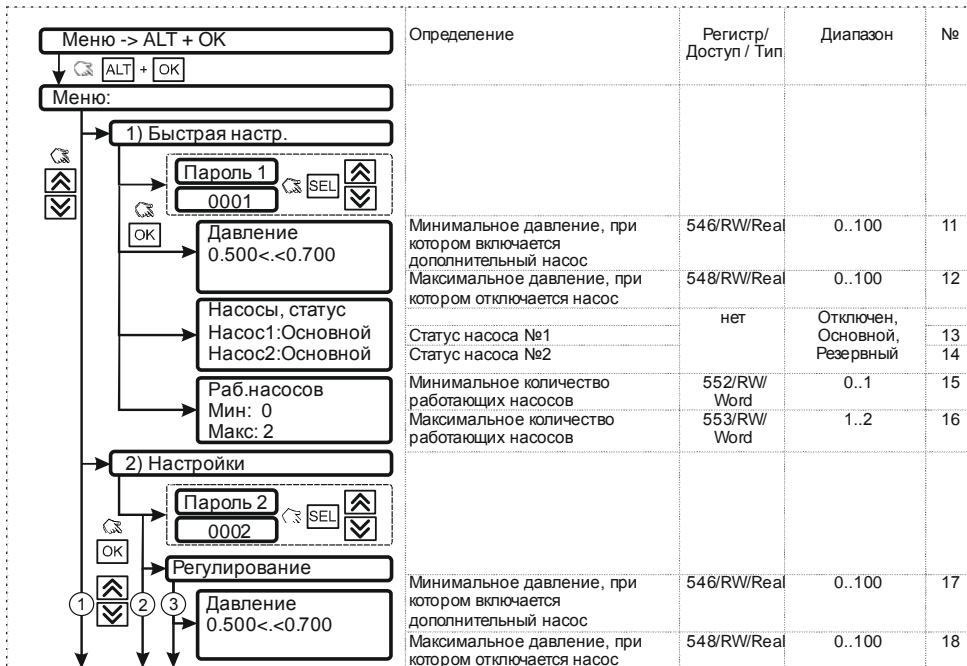 Меню -> ALT + OK
Определение
Регистр/
Доступ / Тип
Диапазон
№
ALT + OK
Меню:
1) Быстрая настр.
Пароль 1
0001
SEL
OK
Давление
0.500<.<0.700
Минимальное давление, при
котором включается
дополнительный насос
546/RW/Real
0..100
11
Максимальное давление, при
котором отключается насос
548/RW/Real
0..100
12
Насосы, статус
Насос1:Основной
Насос2:Основной
нет
Отключен,
Основной,
Резервный
Статус насоса №1
13
Статус насоса №2
14
Раб.насосов
Мин: 0
Макс: 2
Минимальное количество
работающих насосов
552/RW/
Word
0..1
15
Максимальное количество
работающих насосов
553/RW/
Word
1..2
16
2) Настройки
Пароль 2
0002
SEL
OK
Регулирование
1
2
3
Давление
0.500<.<0.700
Минимальное давление, при
котором включается
дополнительный насос
546/RW/Real
0..100
17
Максимальное давление, при
котором отключается насос
548/RW/Real
0..100
18